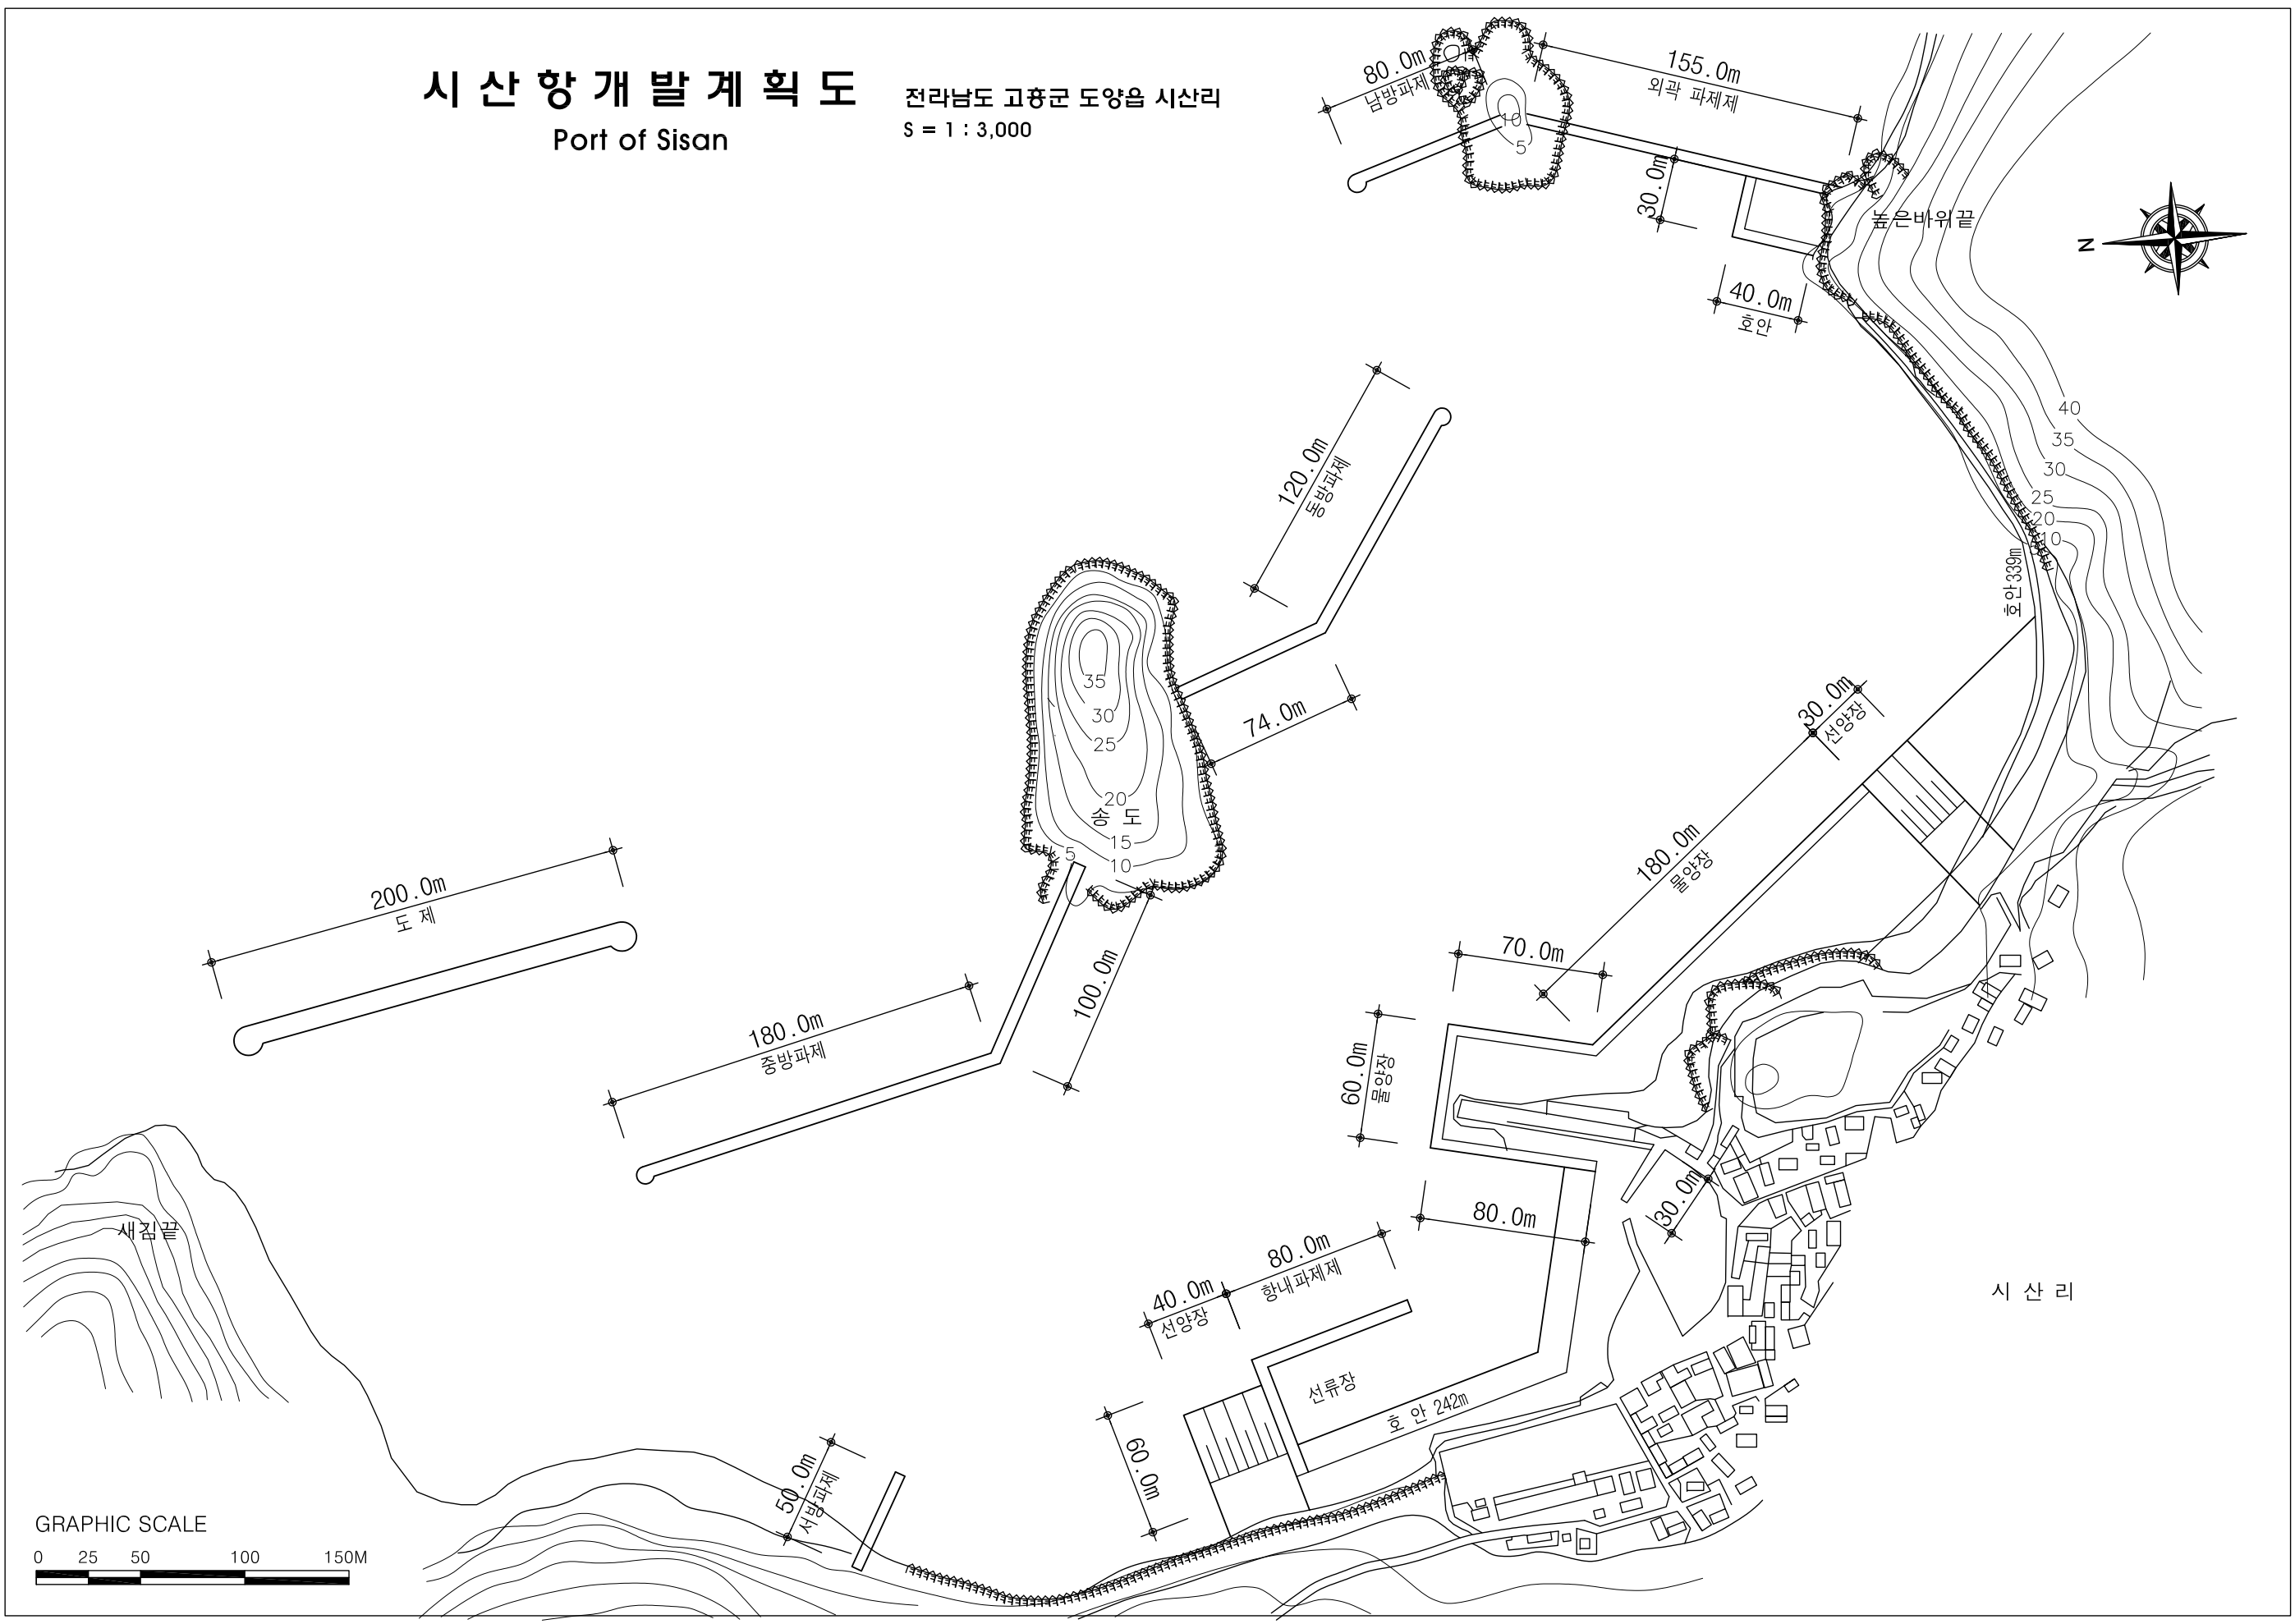 시산항개발계획도
Port of Sisan
전라남도 고흥군 도양읍 시산리
S = 1 : 3,000
80.0m
남방파제
155.0m
외곽 파제제
10
5
30.0m
높은바위끝
N
40.0m
호안
120.0m
동방파제
40
35
30
25
20
10
호안 339m
74.0m
35
30
25
20
송 도
15
10
5
30.0m
선양장
180.0m
물양장
200.0m
도 제
180.0m
중방파제
100.0m
70.0m
60.0m
물양장
30.0m
80.0m
새김끝
80.0m
항내파제제
40.0m
선양장
시 산 리
선류장
호 안 242m
60.0m
50.0m
서방파제
GRAPHIC SCALE
0 25 50 100 150M